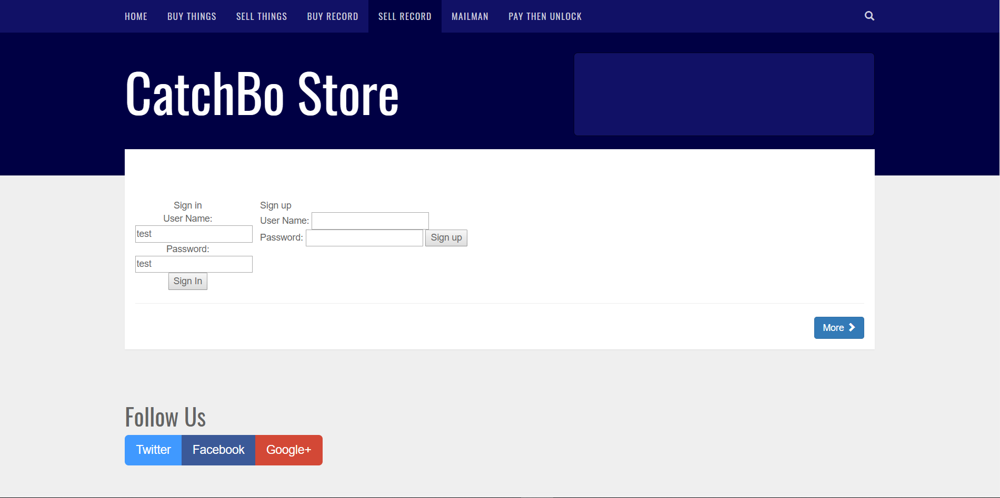 HOME BUY THINGS SELL THINGS BUY RECORD SELL RECORD MAILMAN PAY THEN UNLOCK
CatchBo Store
Sign in
User Name:
test
Password:
test
Sign In
Sign up
User Name:
Password: Sign up
More
Follow Us
Twitter Facebook Google+